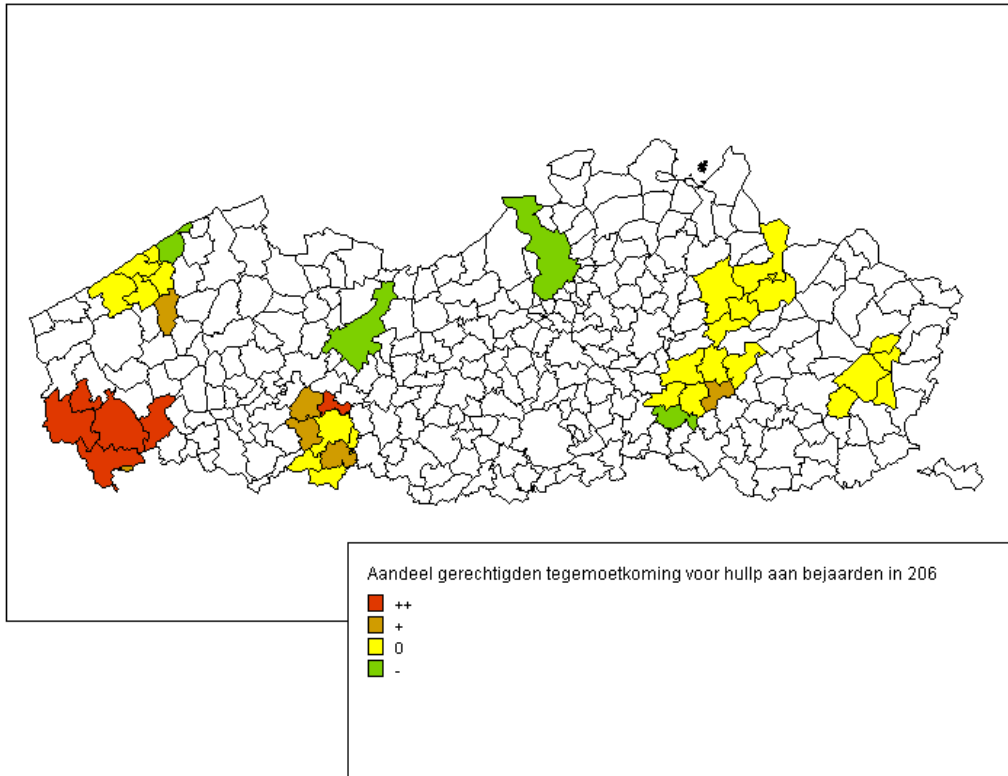 Aandeel gerechtigden tegemoetkoming voor hullp aan bejaarden in 206
++
+
0
-